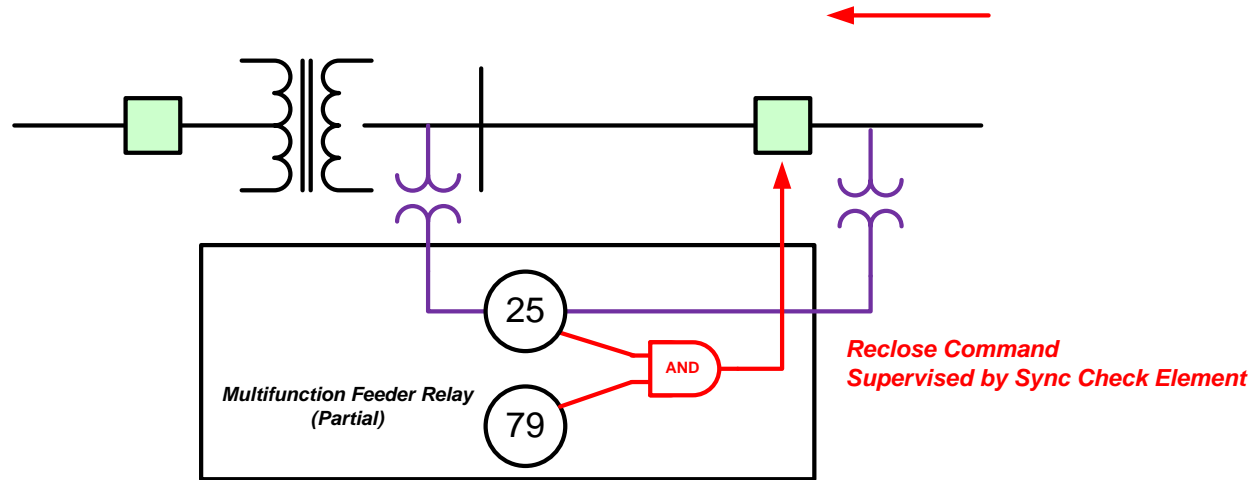 25
AND
Reclose Command
Supervised by Sync Check Element
Multifunction Feeder Relay
(Partial)
79